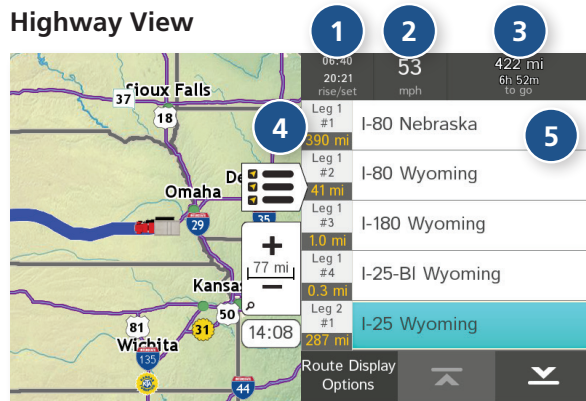 Highway View
1
2
3
06:40
20:21
rise/set
53
mph
422 mi
6h 52m
to go
Sioux Falls
37
18
4
Omaha
29
35
+
77 mi
−
Kansas
50
31
81
Wichita
135
44
14:08
5
Leg 1
#1
390 mi
I-80 Nebraska
Leg 1
#2
41 mi
I-80 Wyoming
Leg 1
#3
1.0 mi
I-180 Wyoming
Leg 1
#4
0.3 mi
I-25-Bl Wyoming
Leg 2
#1
287 mi
I-25 Wyoming
Route Display
Options